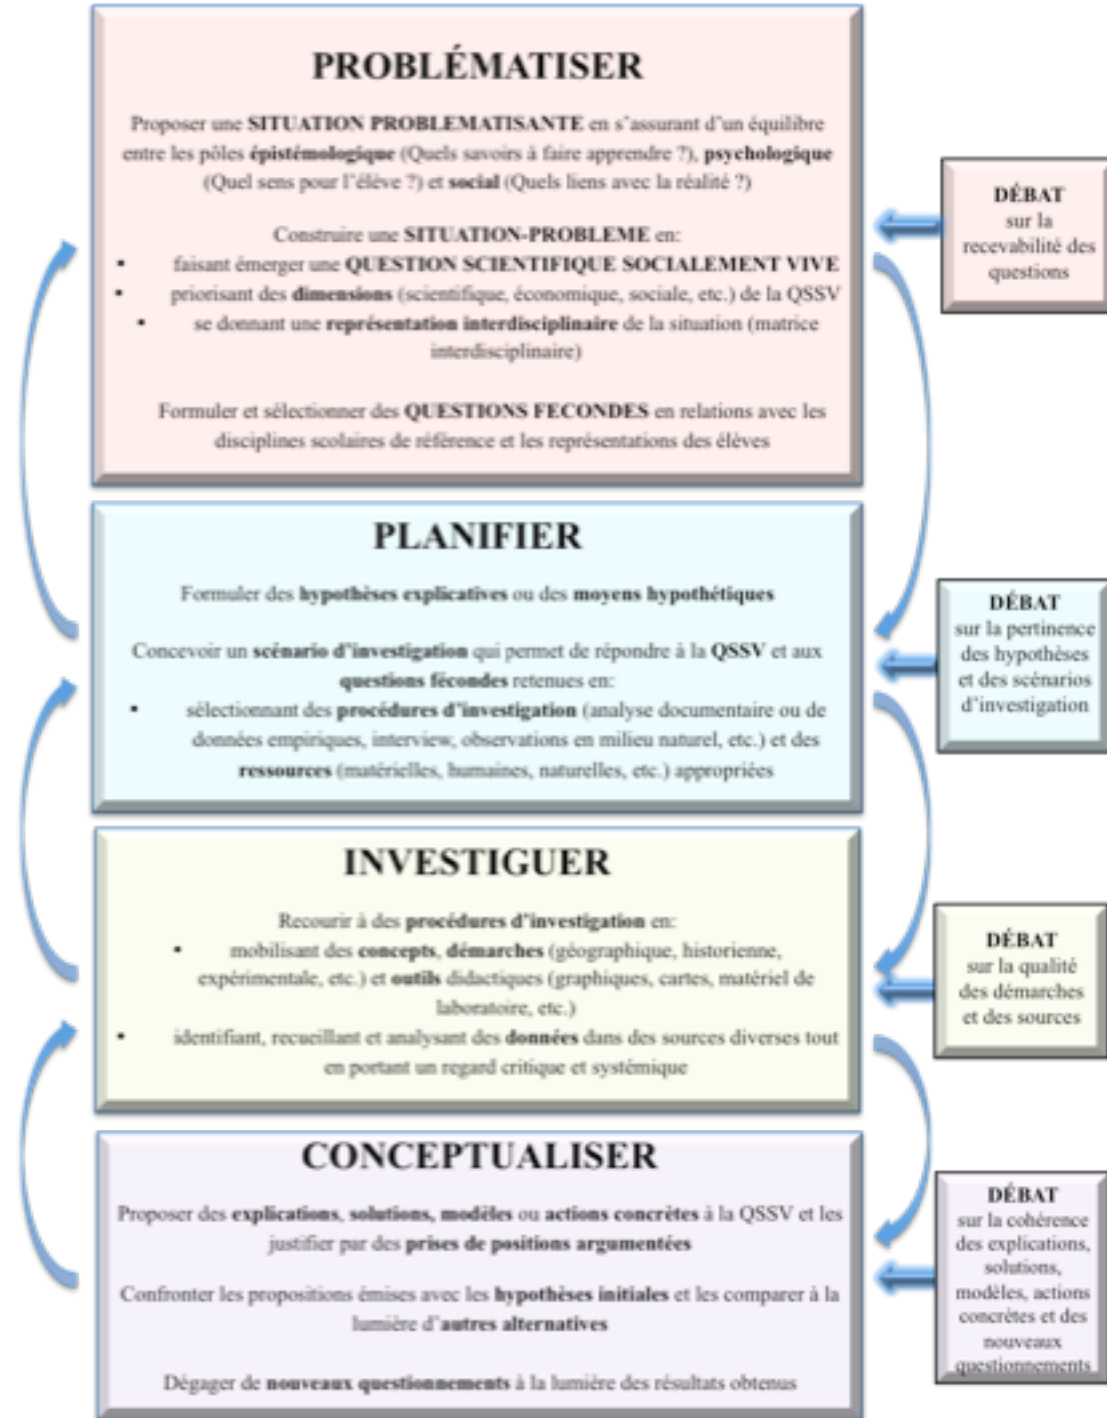 PROBLÉMATISER
Proposer une SITUATION PROBLEMATISANTE en s'assurant d'un équilibre
entre les pôles épistémologique (Quels savoirs à faire apprendre ?), psychologique
(Quel sens pour l'élève ?) et social (Quels liens avec la réalité ?)
Construire une SITUATION-PROBLEME en:
▪ faisant émerger une QUESTION SCIENTIFIQUE SOCIALEMENT VIVE
▪ priorisant des dimensions (scientifique, économique, sociale, etc.) de la QSSV
▪ se donnant une représentation interdisciplinaire de la situation (matrice
interdisciplinaire)
Formuler et sélectionner des QUESTIONS FECONDES en relations avec les
disciplines scolaires de référence et les représentations des élèves
DÉBAT
sur la
recevabilité des
questions
PLANIFIER
Formuler des hypothèses explicatives ou des moyens hypothétiques
Concevoir un scénario d'investigation qui permet de répondre à la QSSV et aux
questions fécondes retenues en:
▪ sélectionnant des procédures d'investigation (analyse documentaire ou de
données empiriques, interview, observations en milieu naturel, etc.) et des
ressources (matérielles, humaines, naturelles, etc.) appropriées
DÉBAT
sur la pertinence
des hypothèses
et des scénarios
d'investigation
INVESTIGUER
Recourir à des procédures d'investigation en:
▪ mobilisant des concepts, démarches (géographique, historienne,
expérimentale, etc.) et outils didactiques (graphiques, cartes, matériel de
laboratoire, etc.)
▪ identifiant, recueillant et analysant des données dans des sources diverses tout
en portant un regard critique et systémique
DÉBAT
sur la qualité
des démarches
et des sources
CONCEPTUALISER
Proposer des explications, solutions, modèles ou actions concrètes à la QSSV et les
justifier par des prises de positions argumentées
Confronter les propositions émises avec les hypothèses initiales et les comparer à la
lumière d'autres alternatives
Dégager de nouveaux questionnements à la lumière des résultats obtenus
DÉBAT
sur la cohérence
des explications,
solutions,
modèles, actions
concrètes et des
nouveaux
questionnements